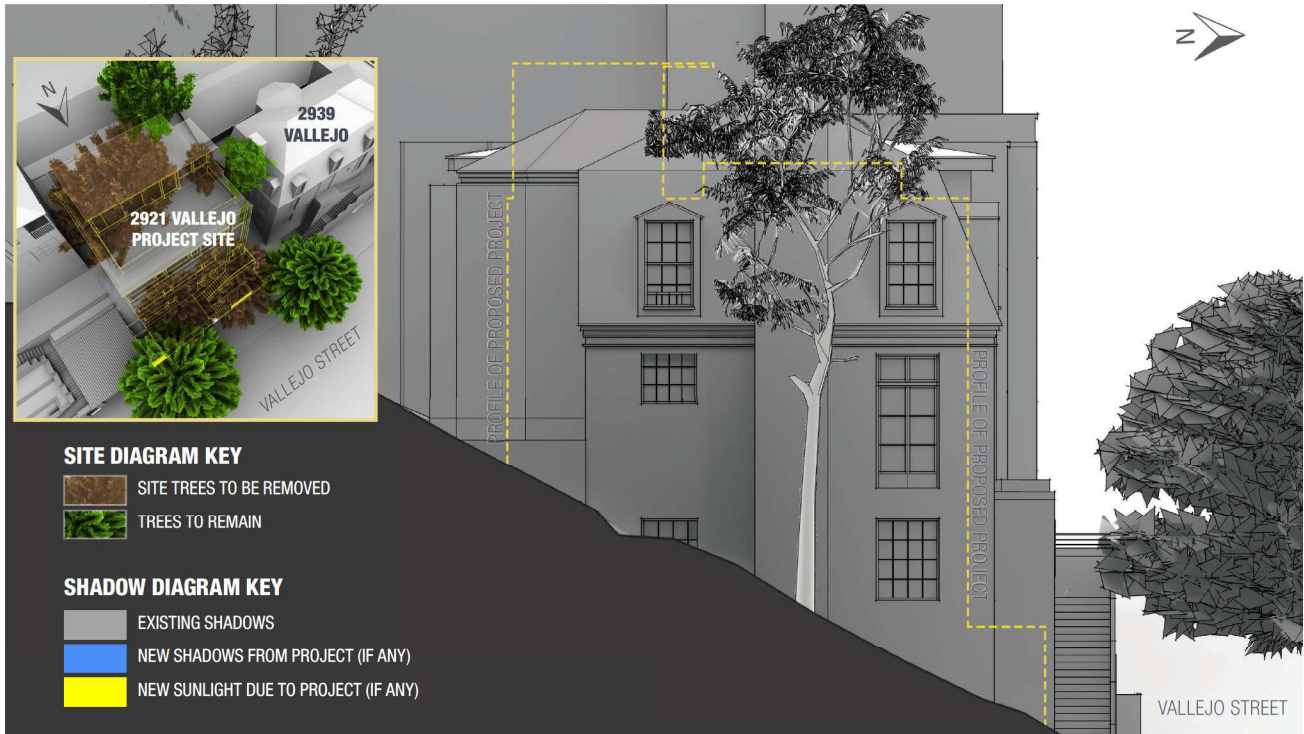 N
2939
VALLEJO
2921 VALLEJO
PROJECT SITE
VALLEJO STREET
SITE DIAGRAM KEY
SITE TREES TO BE REMOVED
TREES TO REMAIN
SHADOW DIAGRAM KEY
EXISTING SHADOWS
NEW SHADOWS FROM PROJECT (IF ANY)
NEW SUNLIGHT DUE TO PROJECT (IF ANY)
PROFILE OF PROPOSED PROJECT
PROFILE OF PROPOSED PROJECT
N
VALLEJO STREET